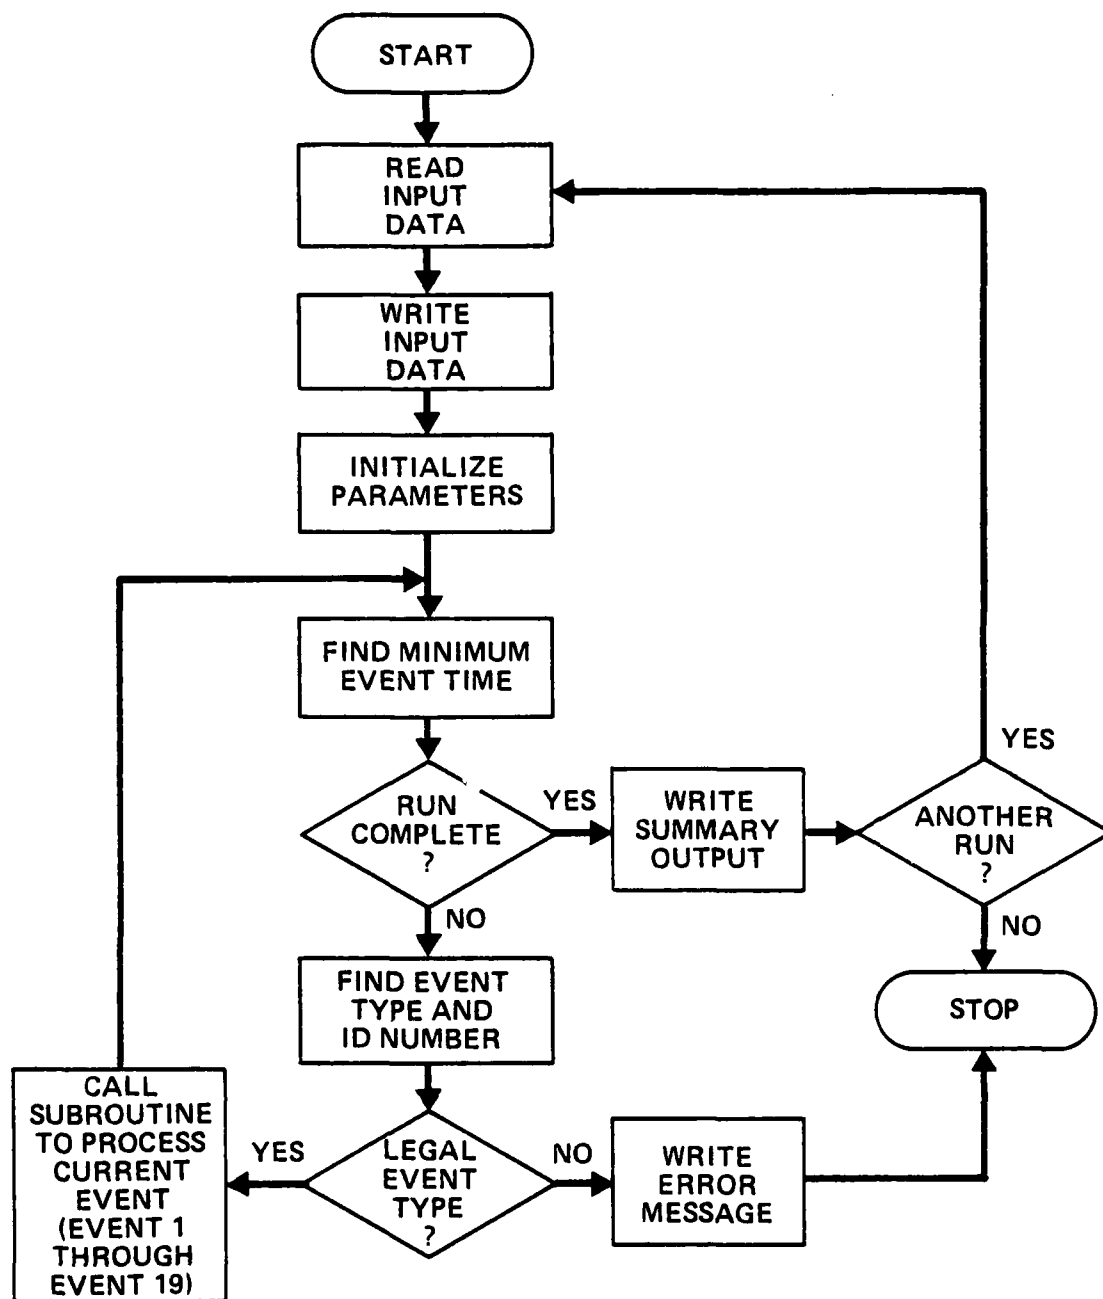 START
READ
INPUT
DATA
WRITE
INPUT
DATA
INITIALIZE
PARAMETERS
FIND MINIMUM
EVENT TIME
RUN
COMPLETE
?
YES
WRITE
SUMMARY
OUTPUT
ANOTHER
RUN
?
YES
NO
NO
STOP
FIND EVENT
TYPE AND
ID NUMBER
LEGAL
EVENT
TYPE
?
YES
NO
CALL
SUBROUTINE
TO PROCESS
CURRENT
EVENT
(EVENT 1
THROUGH
EVENT 19)
WRITE
ERROR
MESSAGE